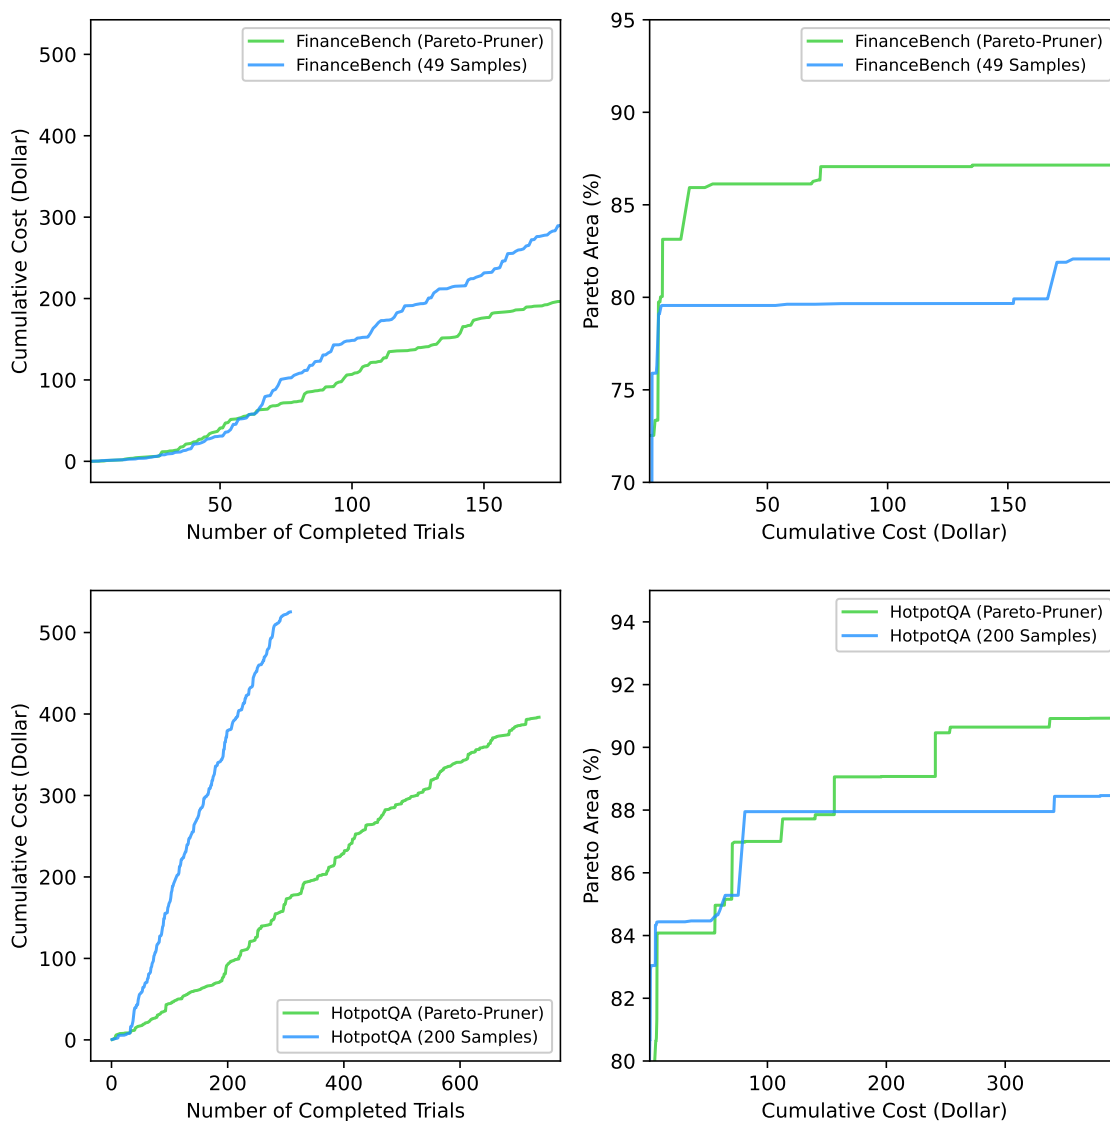 FinanceBench (Pareto-Pruner)
FinanceBench (49 Samples)
500
400
300
200
100
0
50
100
150
Cumulative Cost (Dollar)
Number of Completed Trials
FinanceBench (Pareto-Pruner)
FinanceBench (49 Samples)
95
90
85
80
75
70
50
100
150
Pareto Area (%)
Cumulative Cost (Dollar)
500
400
300
200
100
0
HotpotQA (Pareto-Pruner)
HotpotQA (200 Samples)
0
200
400
600
Cumulative Cost (Dollar)
Number of Completed Trials
HotpotQA (Pareto-Pruner)
HotpotQA (200 Samples)
94
92
90
88
86
84
82
80
100
200
300
Pareto Area (%)
Cumulative Cost (Dollar)